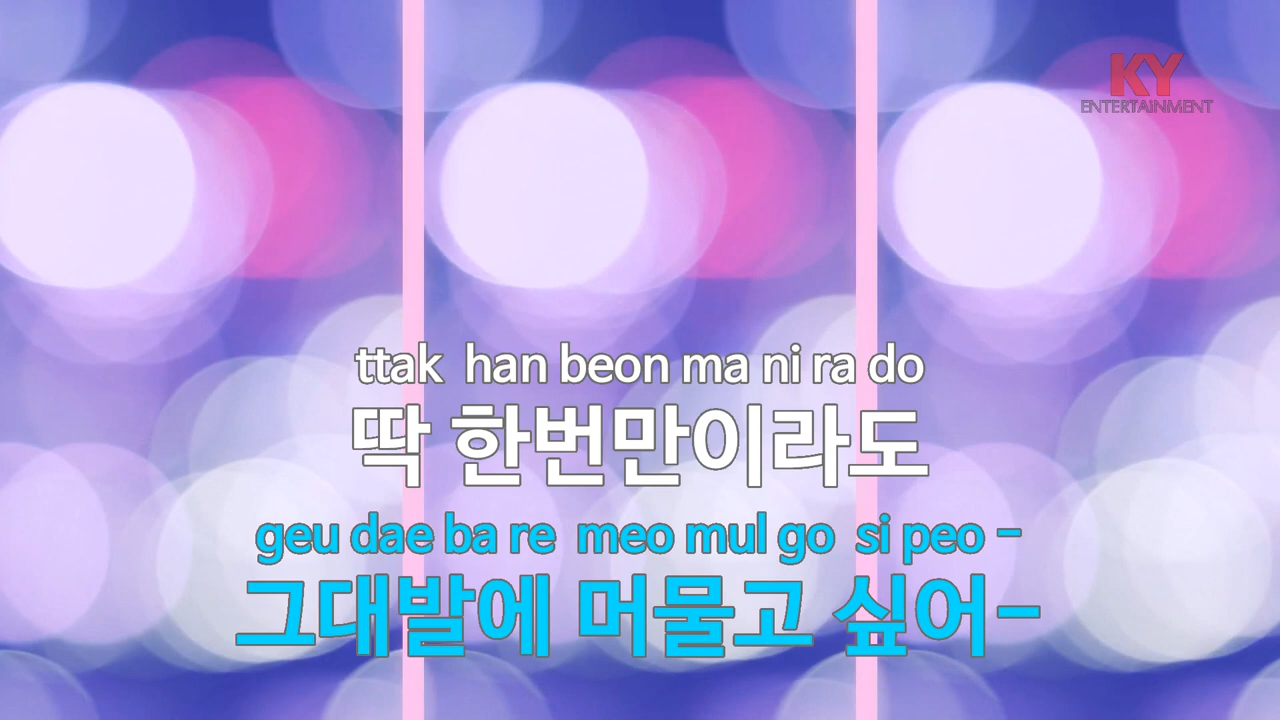 KY
ENTERTAINMENT
ttak han beon ma ni ra do
딱 한번만이라도
geu dae ba re meo mul go si peo -
그대발에 머물고 싶어-